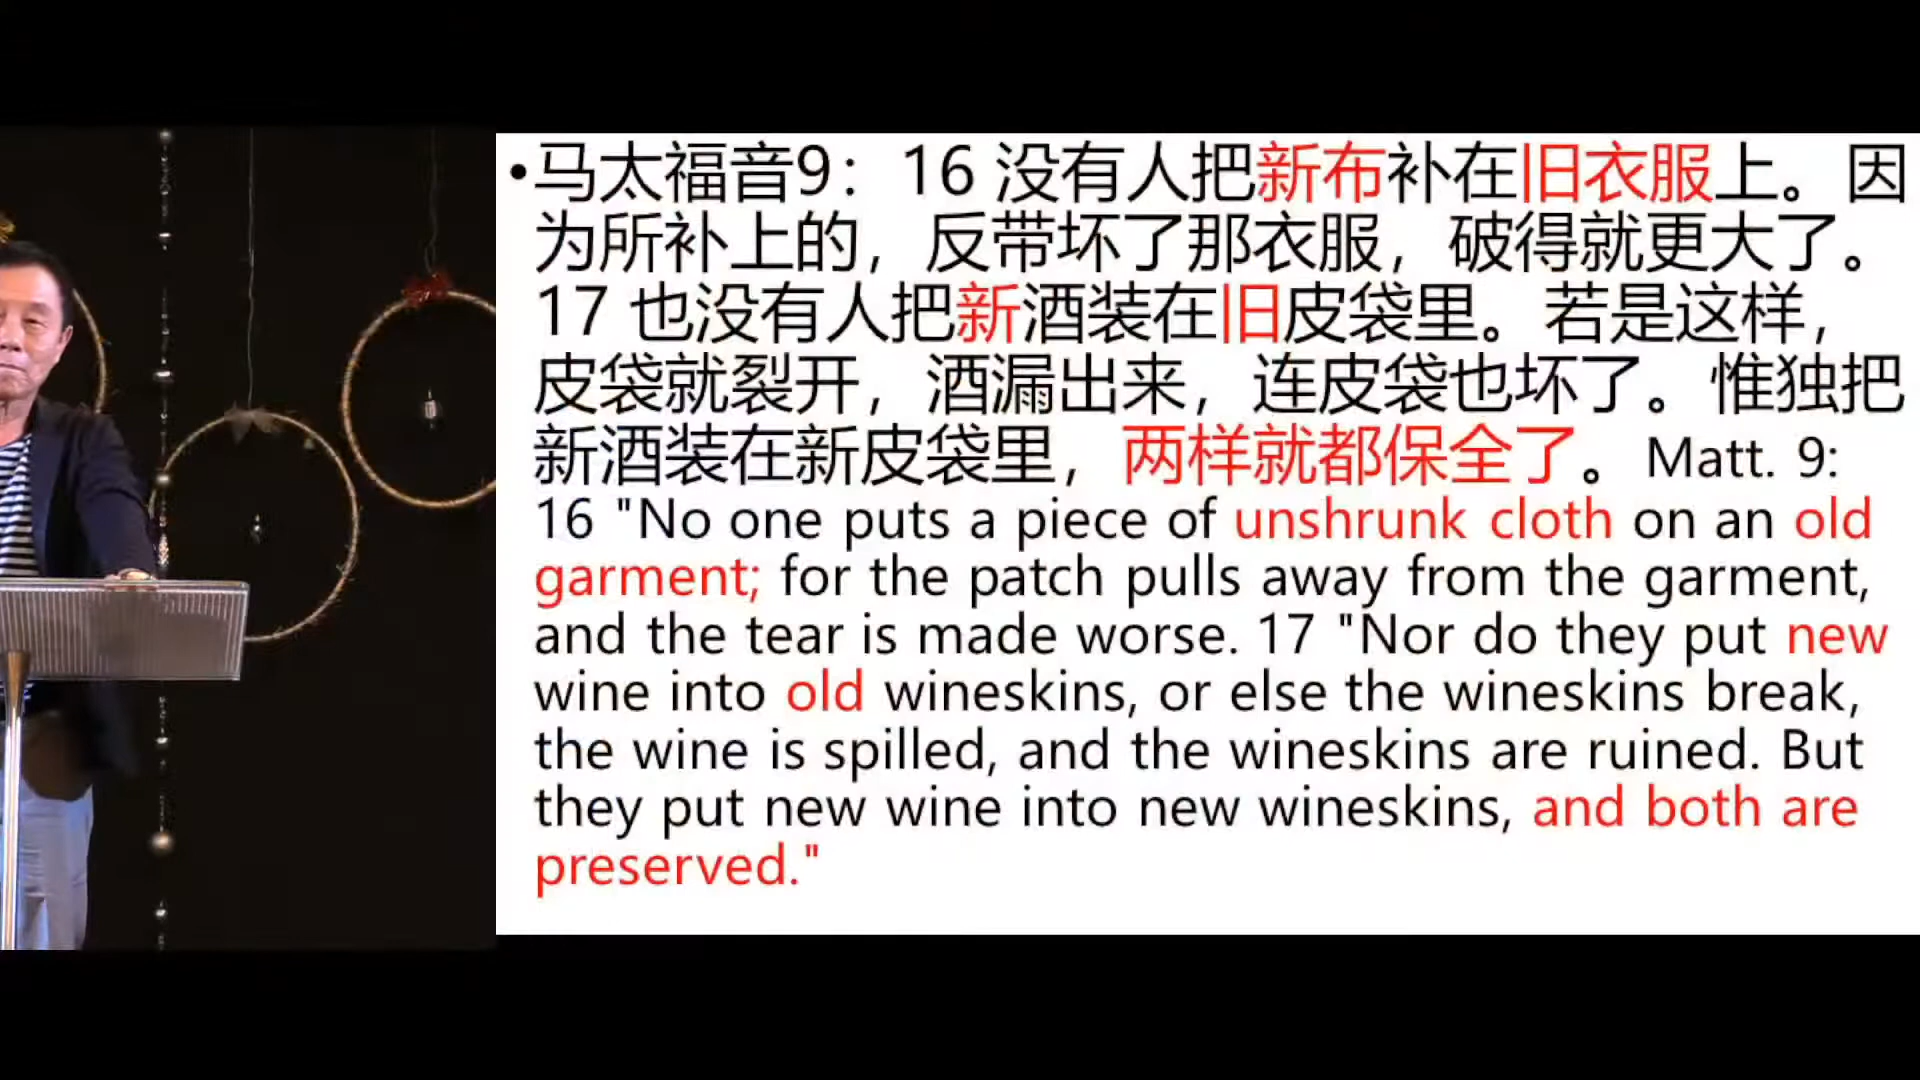 •马太福音9：16 没有人把新布补在旧衣服上。因
为所补上的，反带坏了那衣服，破得就更大了。
17 也没有人把新酒装在旧皮袋里。若是这样，
皮袋就裂开，酒漏出来，连皮袋也坏了。惟独把
新酒装在新皮袋里，两样就都保全了。Matt. 9:
16 "No one puts a piece of unshrunk cloth on an old
garment; for the patch pulls away from the garment,
and the tear is made worse. 17 "Nor do they put new
wine into old wineskins, or else the wineskins break,
the wine is spilled, and the wineskins are ruined. But
they put new wine into new wineskins, and both are
preserved."